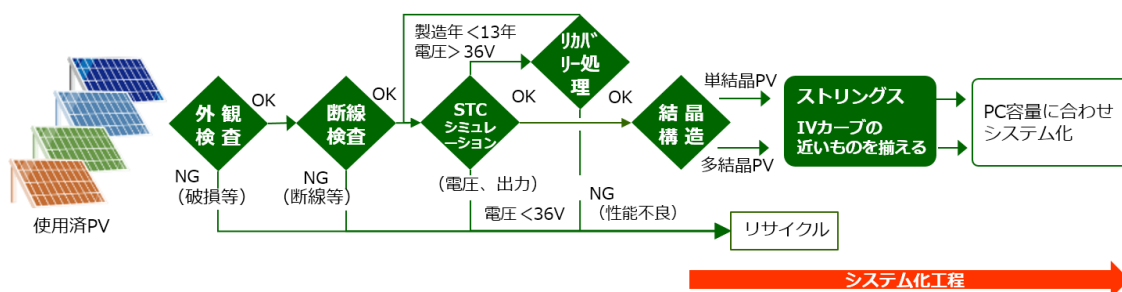 使用済PV
外観
検査
OK
NG
（破損等）
断線
検査
OK
NG
（断線等）
製造年＜13年
電圧＞36V
STC
シミュレ
ーション
OK
（電圧、出力）
電圧＜36V
リカバ
リー処
理
OK
NG
（性能不良）
リサイクル
結晶
構造
単結晶PV
多結晶PV
ストリングス
IVカーブの
近いものを揃える
PC容量に合わせ
システム化
システム化工程